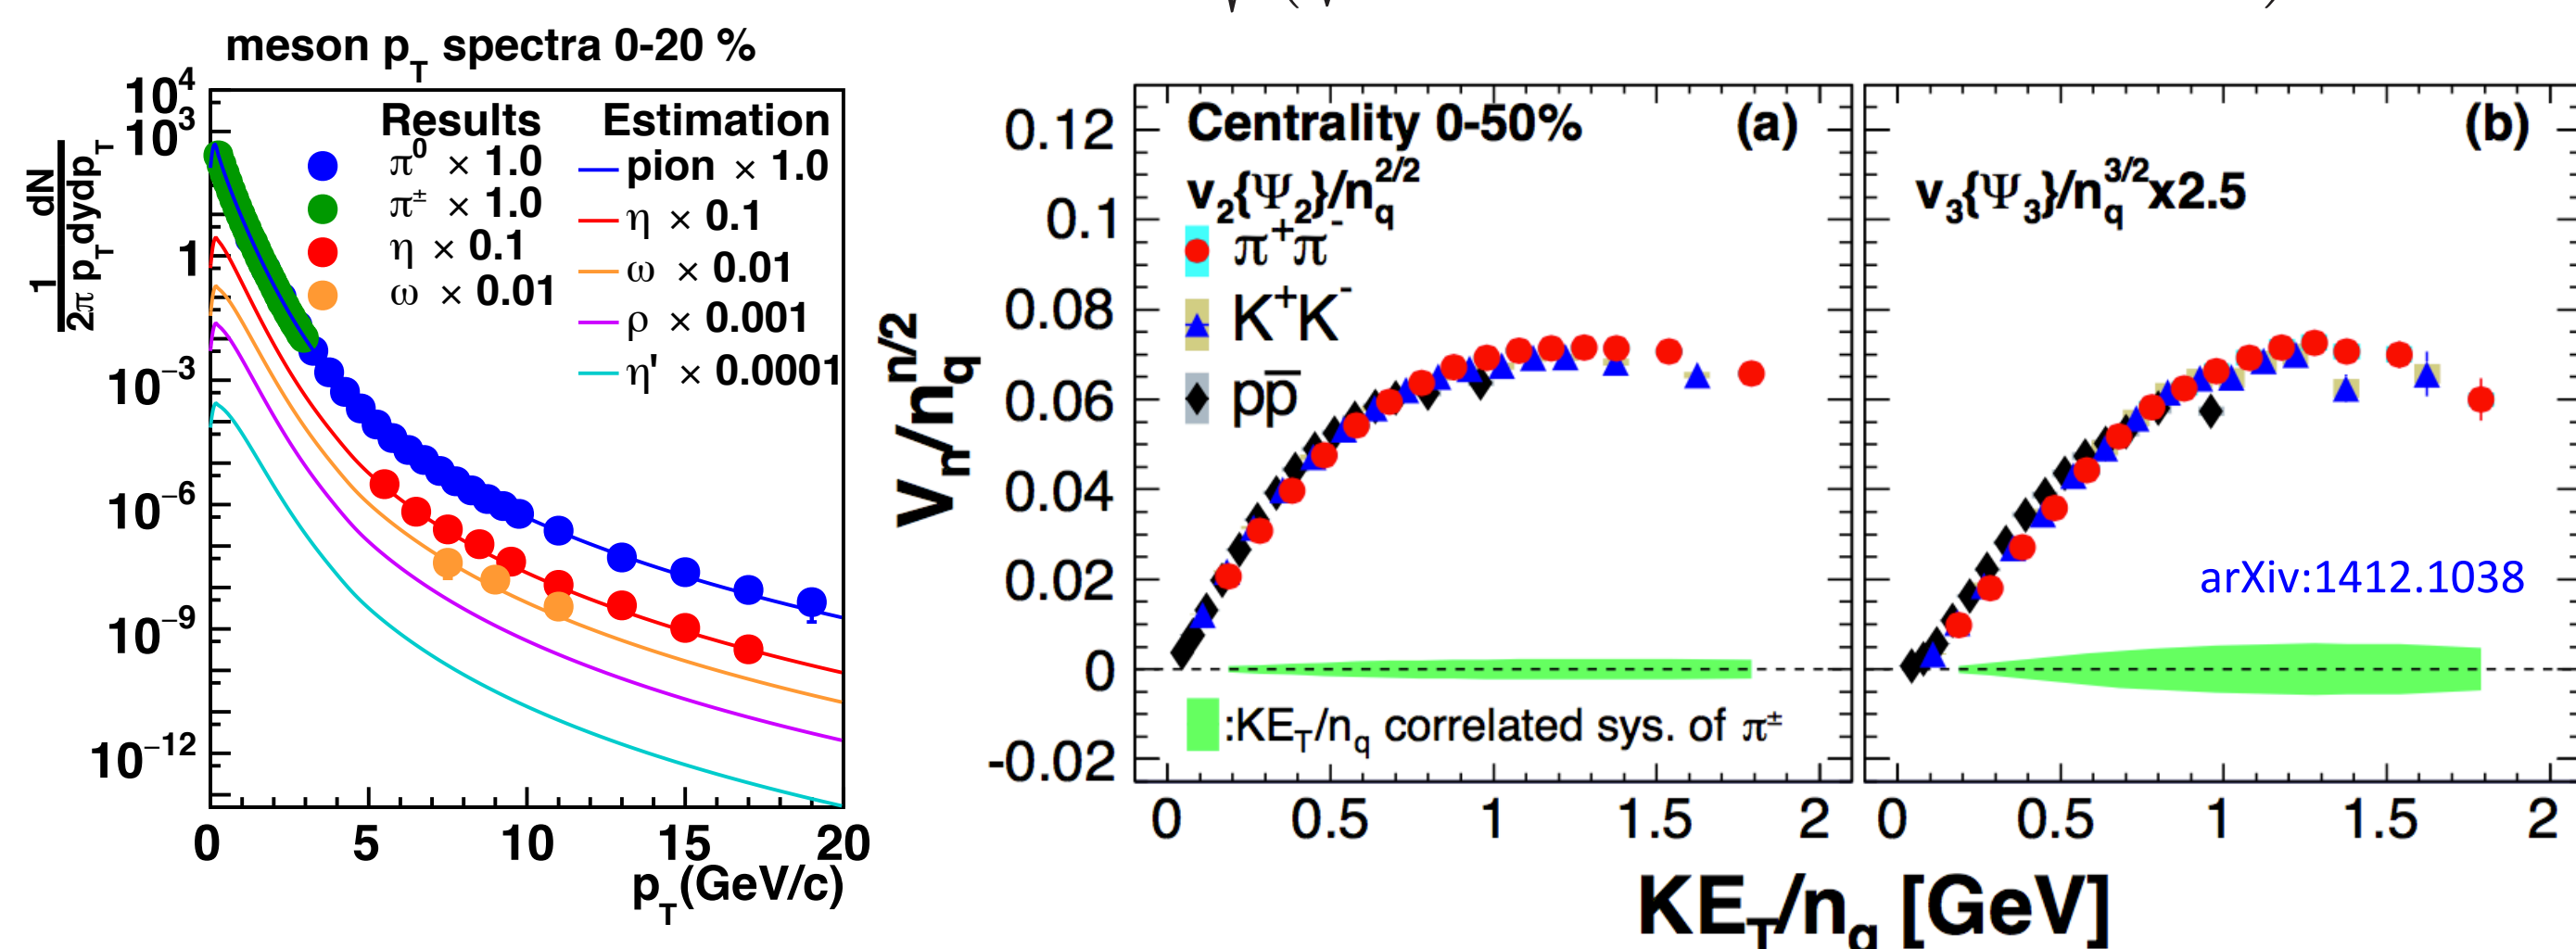 meson p_T spectra 0-20 %
1/(2π p_T) dN/(dydp_T)
10^4
10^3
1
10^−3
10^−6
10^−9
10^−12
Results
π^0 × 1.0
π^± × 1.0
η × 0.1
ω × 0.01
Estimation
pion × 1.0
η × 0.1
ω × 0.01
ρ × 0.001
η' × 0.0001
0 5 10 15 20
p_T(GeV/c)
V_n/n_q^n/2
0.12
0.1
0.08
0.06
0.04
0.02
0
-0.02
Centrality 0-50% (a)
v_2{Ψ_2}/n_q^2/2
π^+π^-
K^+K^-
pp̅
:KE_T/n_q correlated sys. of π^±
0 0.5 1 1.5 2
(b)
v_3{Ψ_3}/n_q^3/2x2.5
arXiv:1412.1038
0 0.5 1 1.5 2
KE_T/n_q [GeV]